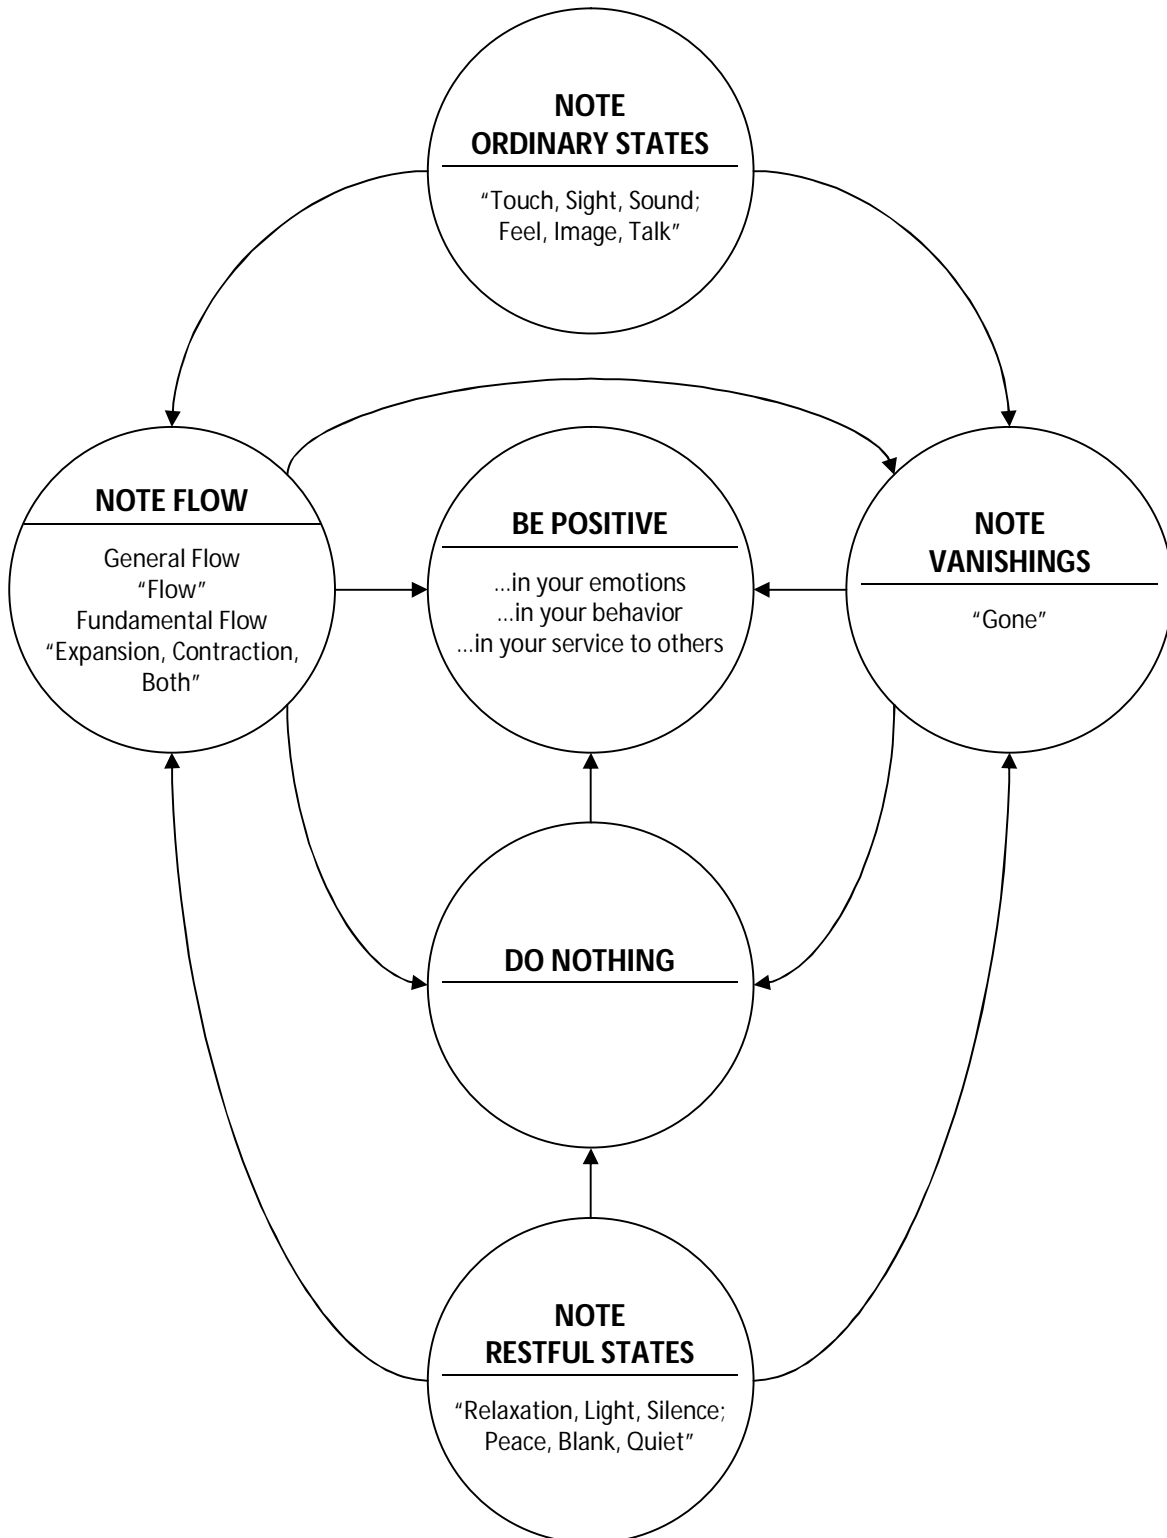 NOTE
ORDINARY STATES
“Touch, Sight, Sound;
Feel, Image, Talk”
NOTE FLOW
General Flow
“Flow”
Fundamental Flow
“Expansion, Contraction,
Both”
BE POSITIVE
...in your emotions
...in your behavior
...in your service to others
NOTE
VANISHINGS
“Gone”
DO NOTHING
NOTE
RESTFUL STATES
“Relaxation, Light, Silence;
Peace, Blank, Quiet”